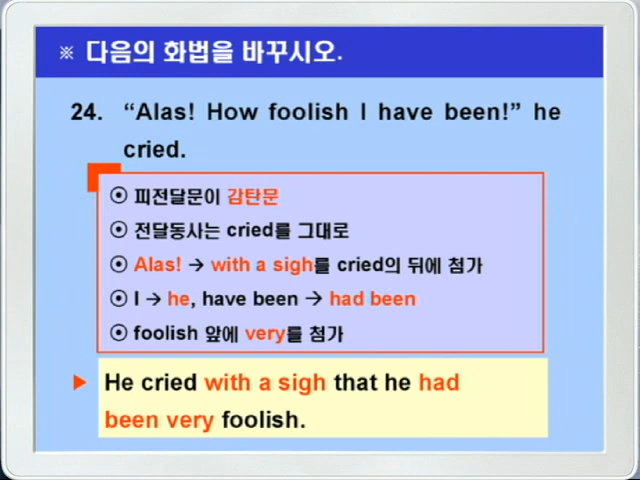 ※ 다음의 화법을 바꾸시오.
24. “Alas! How foolish I have been!” he
cried.
⊙ 피전달문이 감탄문
⊙ 전달동사는 cried를 그대로
⊙ Alas! → with a sigh를 cried의 뒤에 첨가
⊙ I → he, have been → had been
⊙ foolish 앞에 very를 첨가
▶ He cried with a sigh that he had
been very foolish.